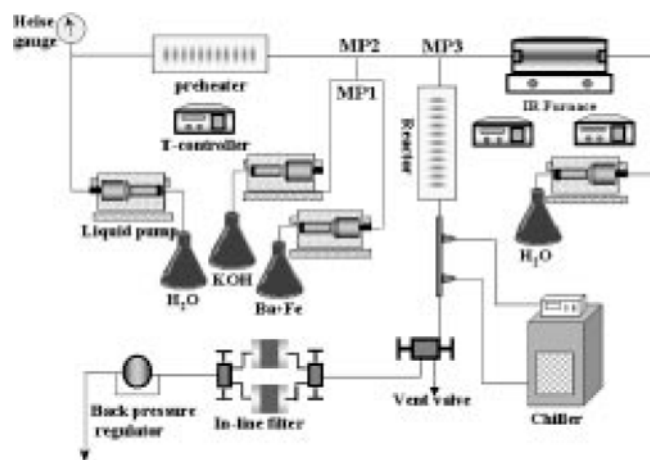 Heise
gauge
MP2
MP3
preheater
MP1
IR Furnace
T-controller
Reactor
Liquid pump
H₂O
KOH
Ba+Fe
H₂O
Back pressure
regulator
In-line filter
Vent valve
Chiller